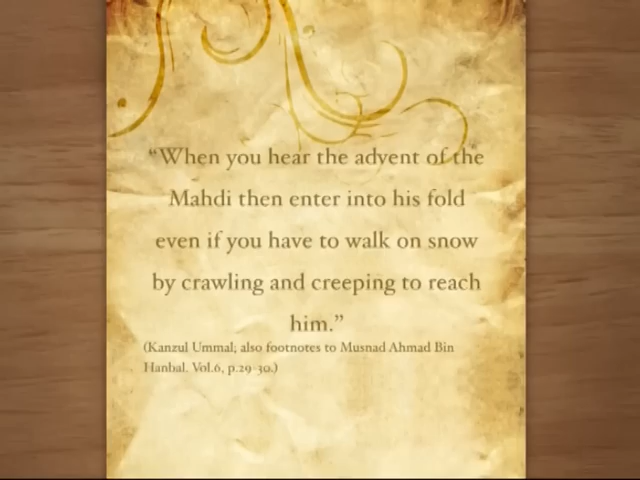 “When you hear the advent of the
Mahdi then enter into his fold
even if you have to walk on snow
by crawling and creeping to reach
him.”
(Kanzul Ummal; also footnotes to Musnad Ahmad Bin
Hanbal. Vol.6, p.29-30.)